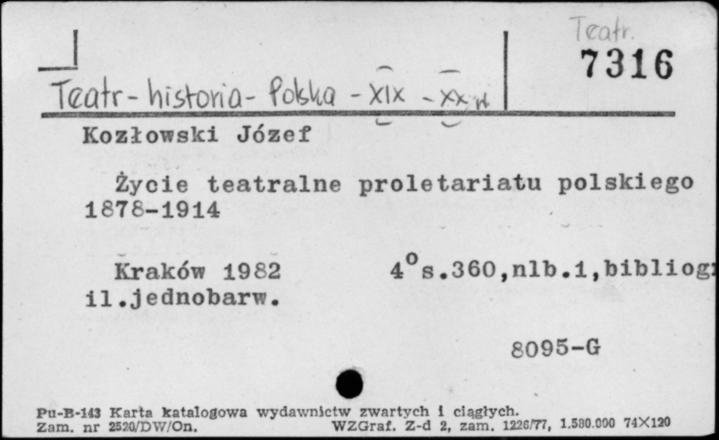 Teatr.
7316
Teatr - historia - Polska - XIX - XX w
Kozłowski Józef
Życie teatralne proletariatu polskiego
1878-1914
Kraków 1982 4° s.360,nlb.1,bibliogr
il.jednobarw.
8095-G
Pu-B-143 Karta katalogowa wydawnictw zwartych i ciągłych.
Zam. nr 2520/DW/On. WZGraf. Z-d 2, zam. 1226/77, 1.580.000 74X120